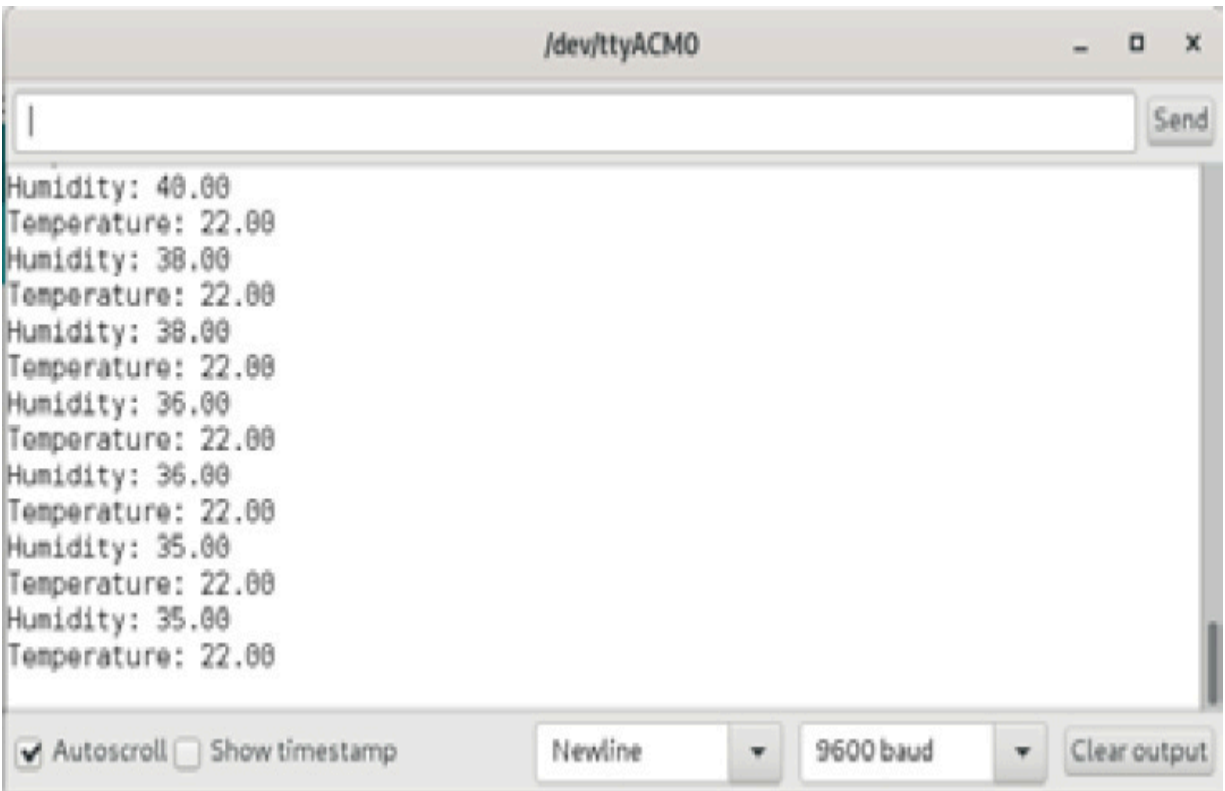 /dev/ttyACM0
Send
Humidity: 40.00
Temperature: 22.00
Humidity: 38.00
Temperature: 22.00
Humidity: 38.00
Temperature: 22.00
Humidity: 36.00
Temperature: 22.00
Humidity: 36.00
Temperature: 22.00
Humidity: 35.00
Temperature: 22.00
Humidity: 35.00
Temperature: 22.00
Autoscroll Show timestamp Newline 9600 baud Clear output